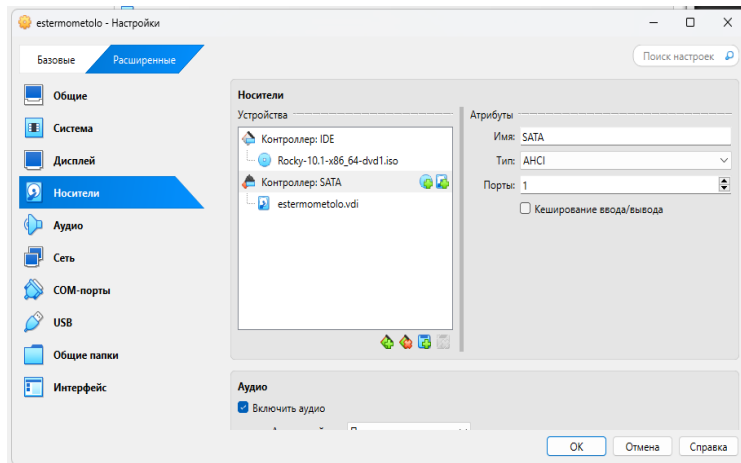 estermometolo - Настройки
Базовые
Расширенные
Поиск настроек
Общие
Система
Дисплей
Носители
Аудио
Сеть
COM-порты
USB
Общие папки
Интерфейс
Носители
Устройства
Контроллер: IDE
Rocky-10.1-x86_64-dvd1.iso
Контроллер: SATA
estermometolo.vdi
Атрибуты
Имя: SATA
Тип: AHCI
Порты: 1
Кеширование ввода/вывода
Аудио
Включить аудио
OK
Отмена
Справка